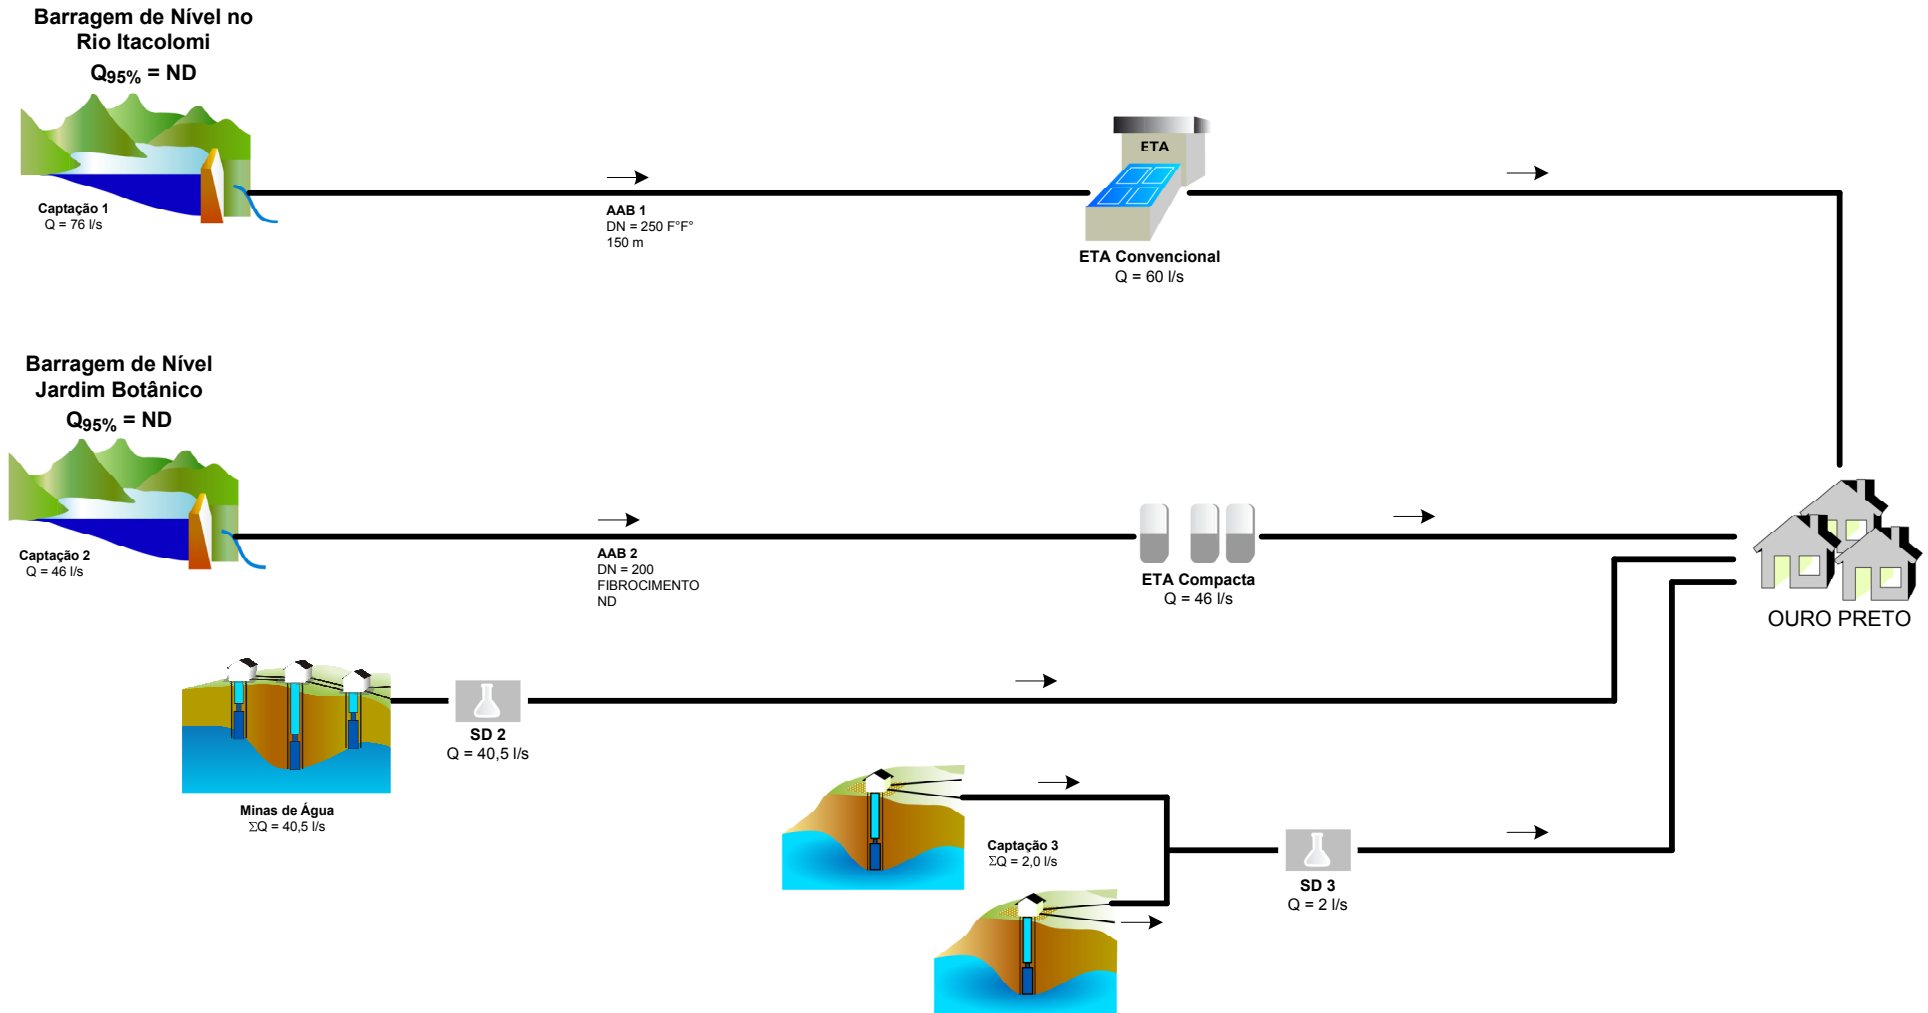 Barragem de Nível no
Rio Itacolomi
Q95% = ND
Captação 1
Q = 76 l/s
AAB 1
DN = 250 F°F°
150 m
ETA
ETA Convencional
Q = 60 l/s
Barragem de Nível
Jardim Botânico
Q95% = ND
Captação 2
Q = 46 l/s
AAB 2
DN = 200
FIBROCIMENTO
ND
ETA Compacta
Q = 46 l/s
OURO PRETO
Minas de Água
ΣQ = 40,5 l/s
SD 2
Q = 40,5 l/s
Captação 3
ΣQ = 2,0 l/s
SD 3
Q = 2 l/s